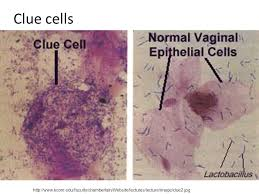 Clue cells
Clue Cell
Normal Vaginal
Epithelial Cells
Lactobacillus